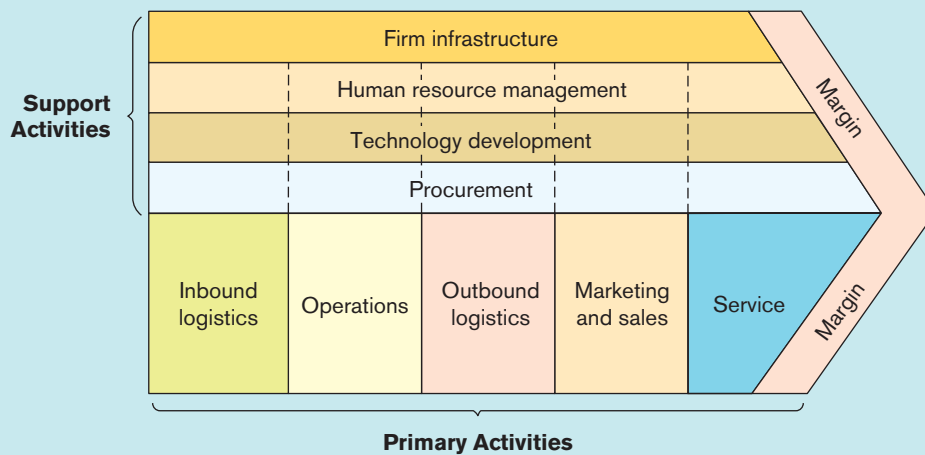 Firm infrastructure
Human resource management
Technology development
Procurement
Support
Activities
Margin
Inbound
logistics
Operations
Outbound
logistics
Marketing
and sales
Service
Margin
Primary Activities